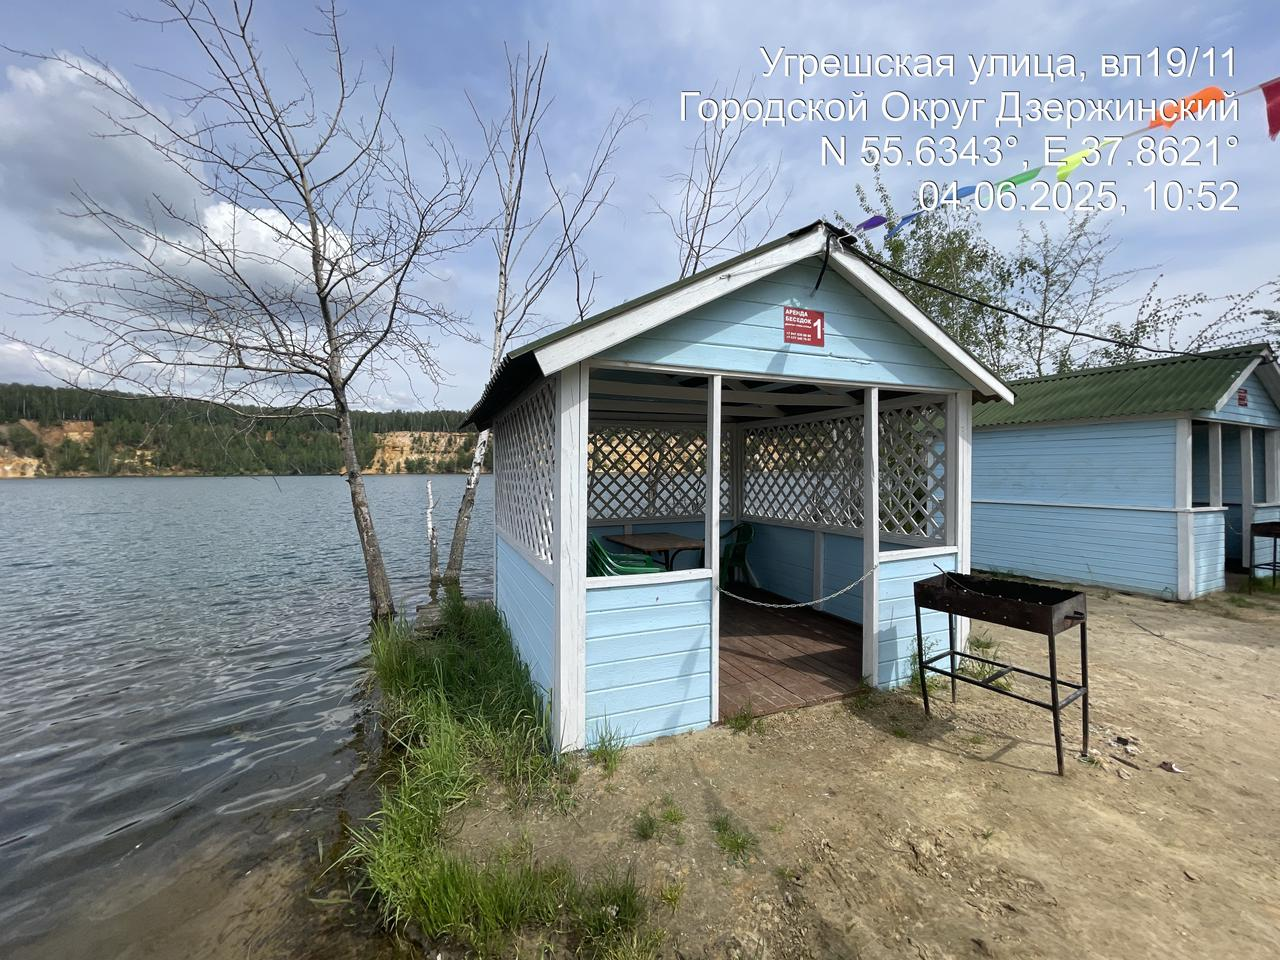 Угрешская улица, вл19/11
Городской Округ Дзержинский
N 55.6343°, E 37.8621°
04.06.2025, 10:52
АРЕНДА
БЕСЕДОК
1